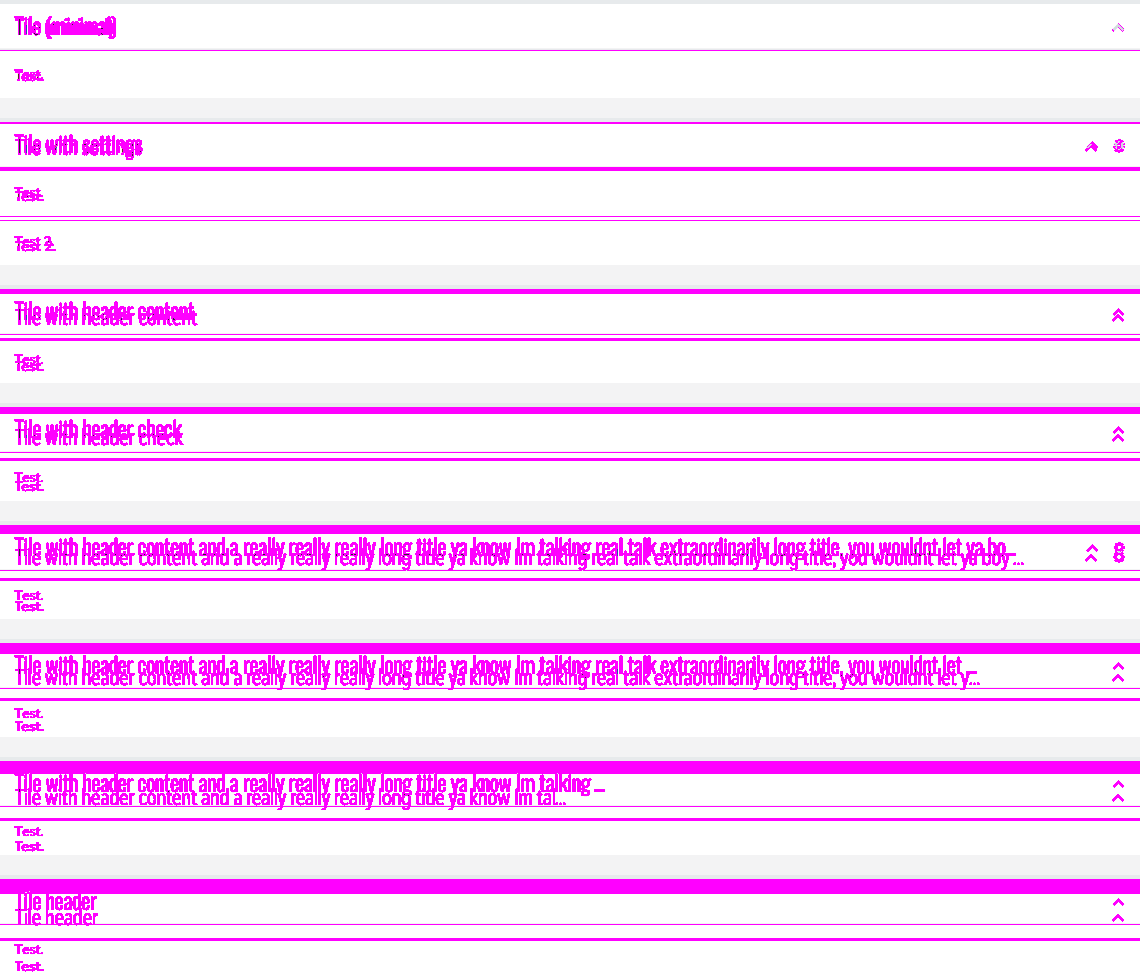 Tile (minimal)
Test.
Tile with settings
Test.
Test 2.
Tile with header content
Tile with header content
Test.
Test.
Tile with header check
Tile with header check
Test.
Test.
Tile with header content and a really really really long title ya know Im talking real talk extraordinarily long title, you wouldnt let ya bo...
Tile with header content and a really really really long title ya know Im talking real talk extraordinarily long title, you wouldnt let ya boy ...
Test.
Test.
Tile with header content and a really really really long title ya know Im talking real talk extraordinarily long title, you wouldnt let ...
Tile with header content and a really really really long title ya know Im talking real talk extraordinarily long title, you wouldnt let y...
Test.
Test.
Tile with header content and a really really really long title ya know Im talking ...
Tile with header content and a really really really long title ya know Im tal...
Test.
Test.
Tile header
Tile header
Test.
Test.